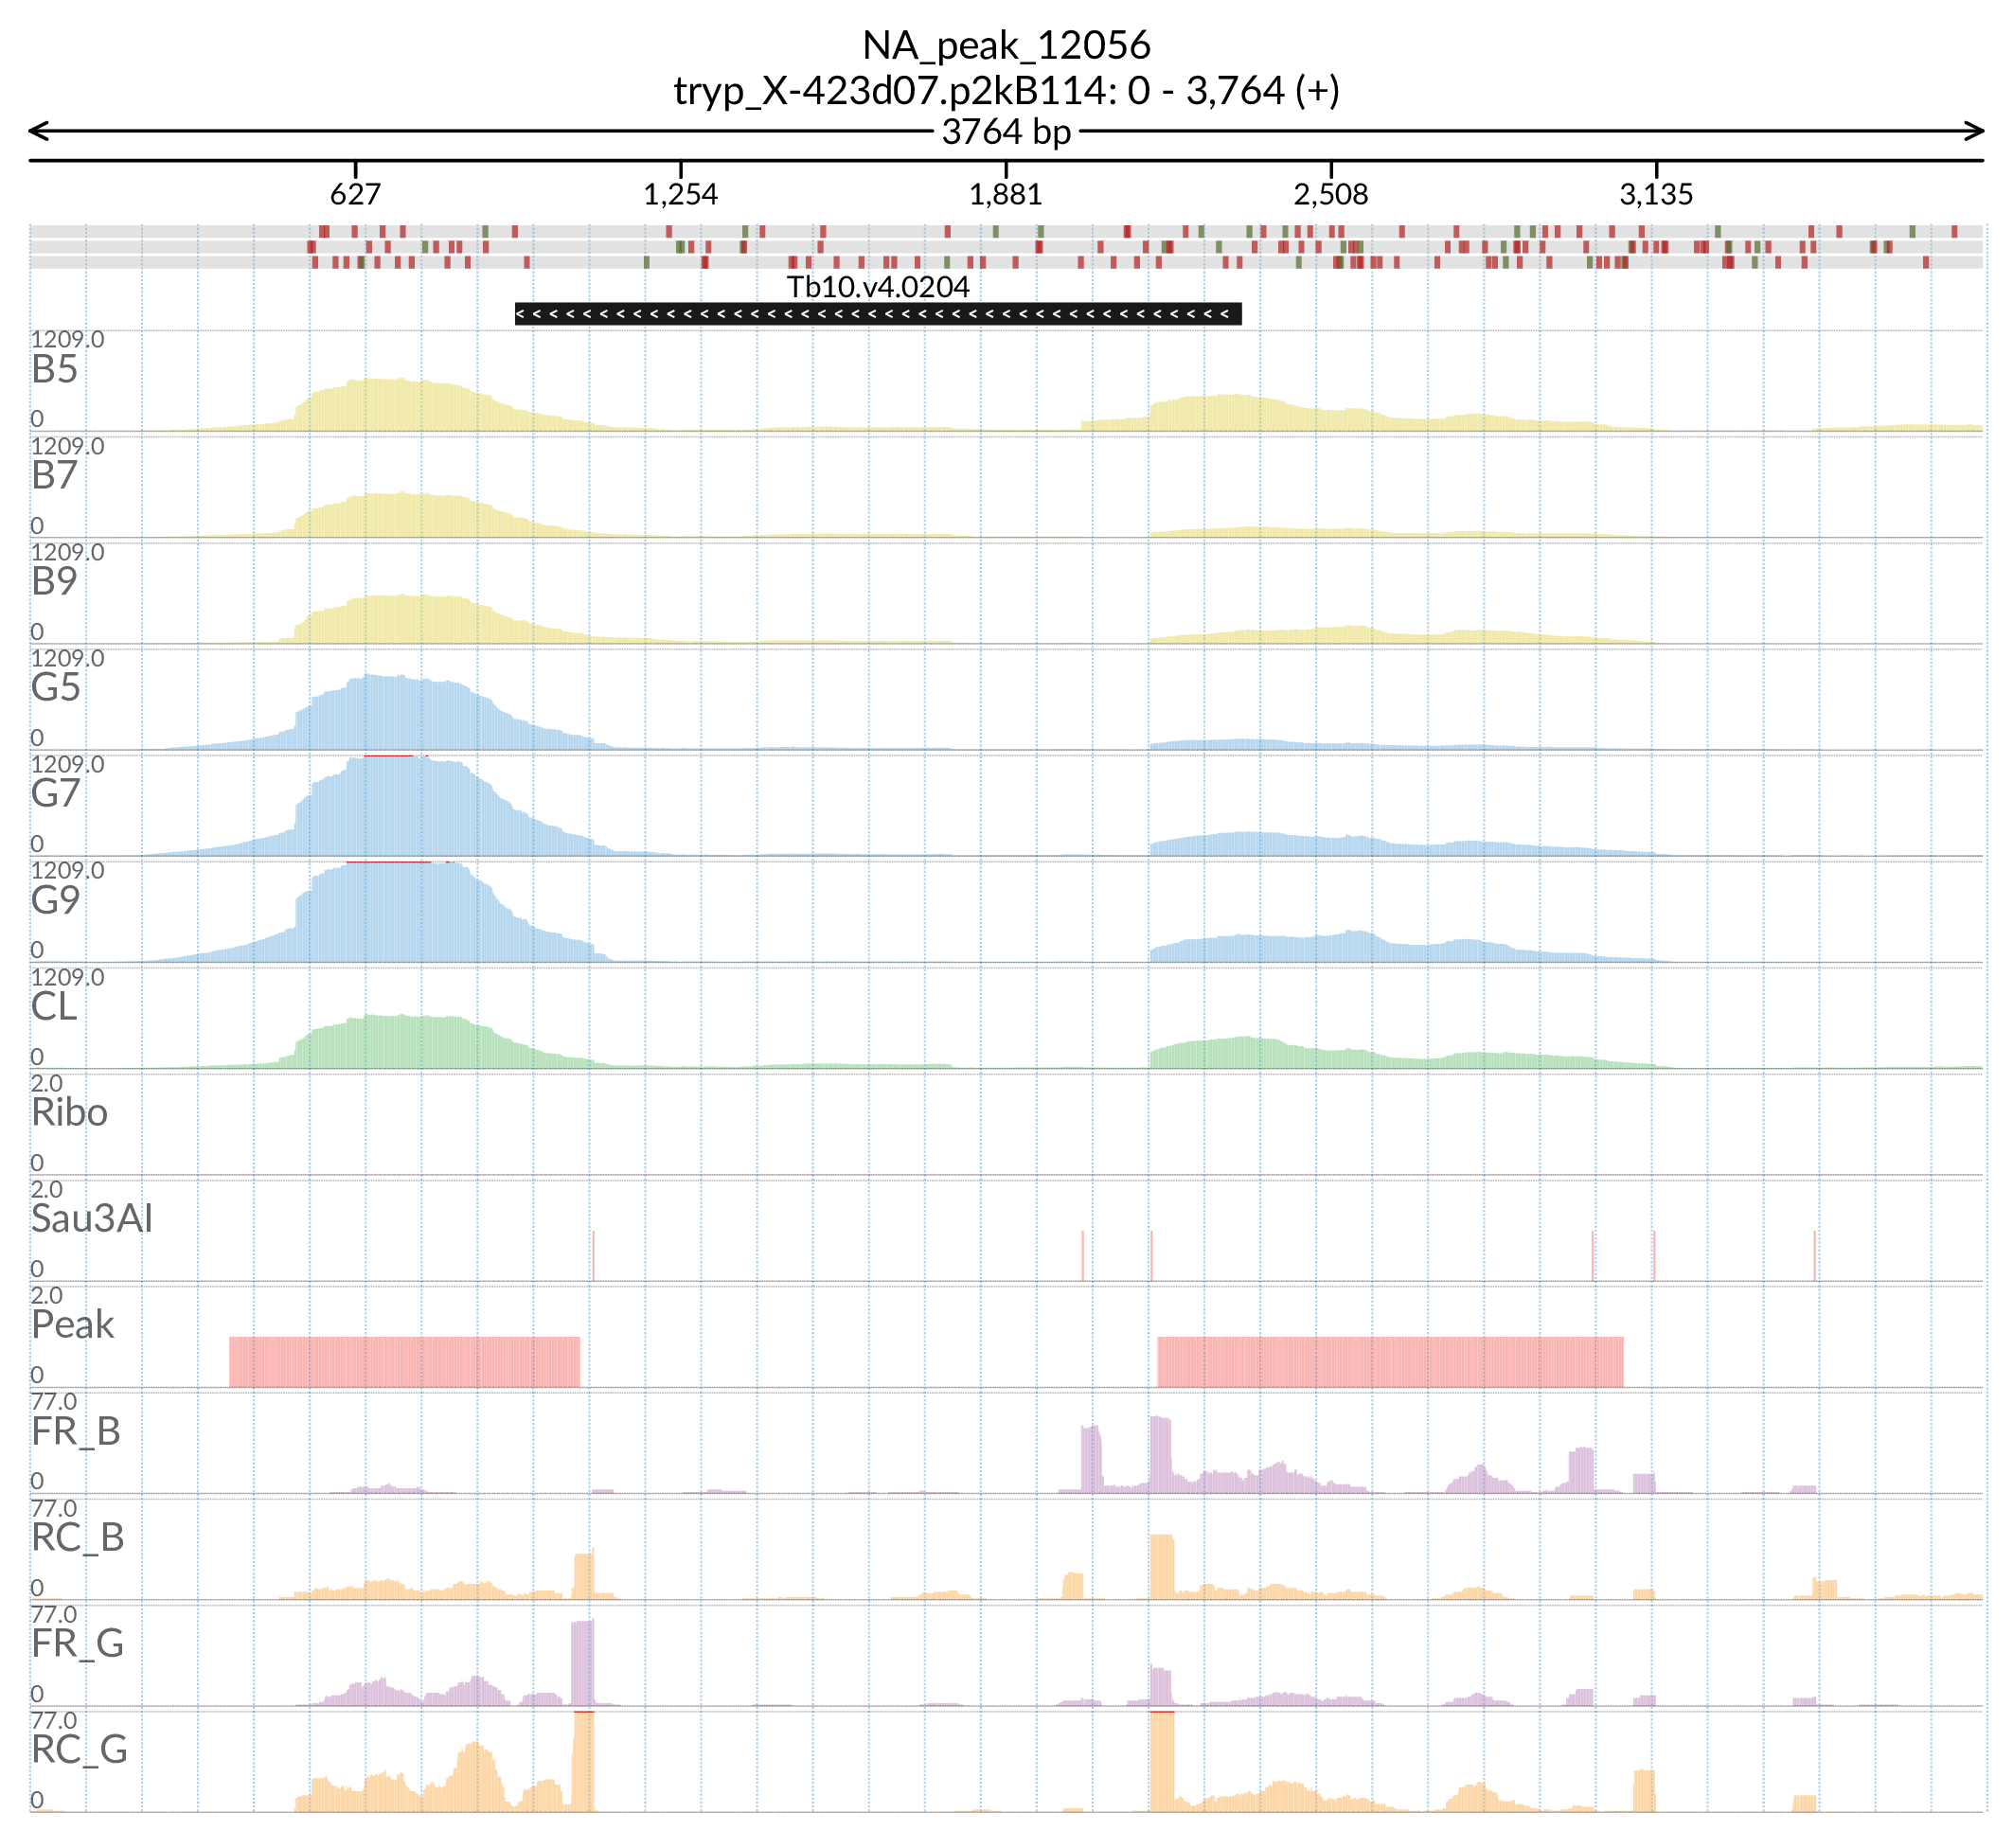 NA_peak_12056
tryp_X-423d07.p2kB114: 0 - 3,764 (+)
3764 bp
627 1,254 1,881 2,508 3,135
Tb10.v4.0204
1209.0
B5
0
1209.0
B7
0
1209.0
B9
0
1209.0
G5
0
1209.0
G7
0
1209.0
G9
0
1209.0
CL
0
2.0
Ribo
0
2.0
Sau3AI
0
2.0
Peak
0
77.0
FR_B
0
77.0
RC_B
0
77.0
FR_G
0
77.0
RC_G
0